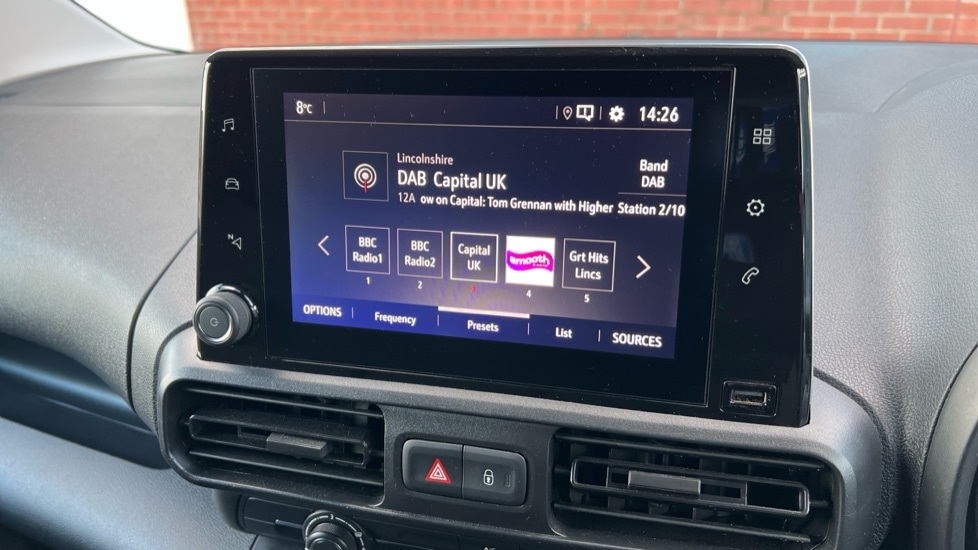 8°C 14:26
Lincolnshire
DAB Capital UK
Band
DAB
12A ow on Capital: Tom Grennan with Higher Station 2/10
BBC
Radio1
BBC
Radio2
Capital
UK
smooth
Grt Hits
Lincs
1 2 4 5
OPTIONS Frequency Presets List SOURCES
N